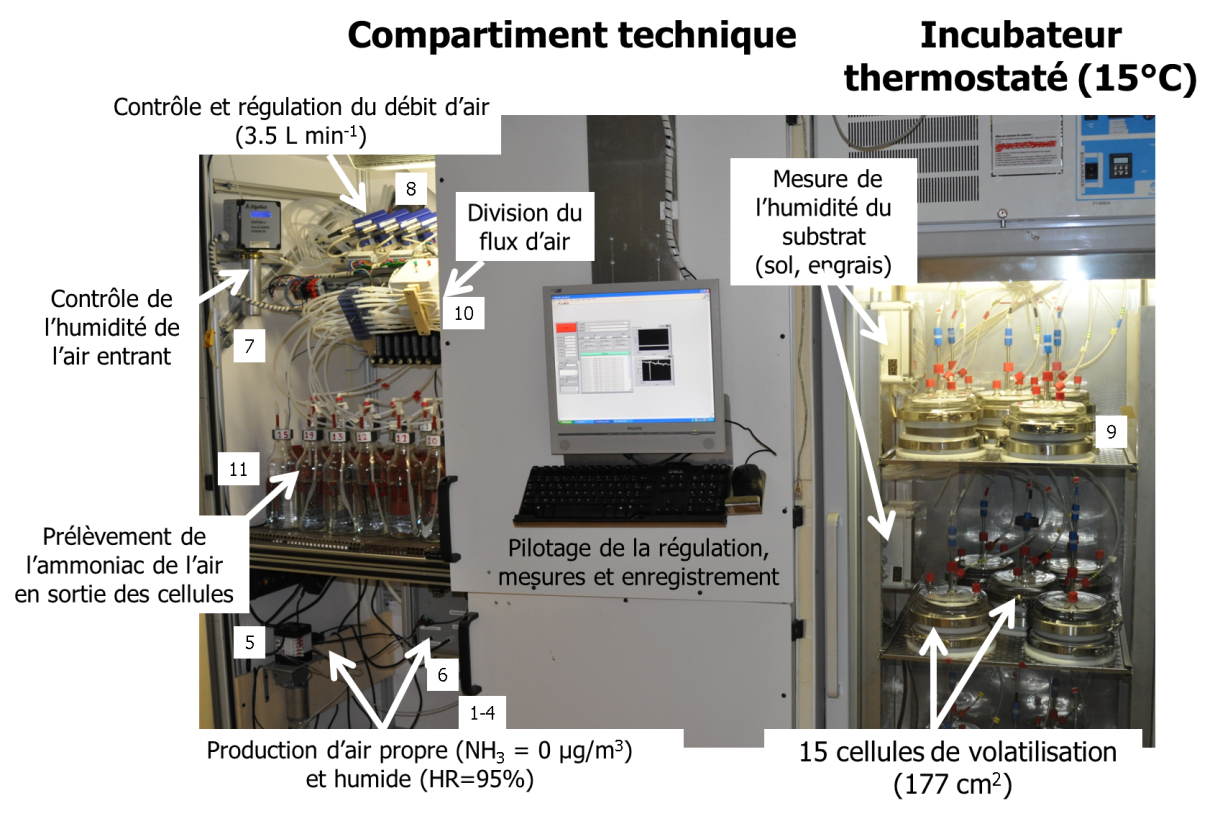 Compartiment technique
Incubateur
thermostaté (15°C)
Contrôle et régulation du débit d’air
(3.5 L min-1)
8
Division du
flux d’air
10
Mesure de
l’humidité du
substrat
(sol, engrais)
Contrôle de
l’humidité de
l’air entrant
7
9
15
13
12
11
10
11
Prélèvement de
l’ammoniac de l’air
en sortie des cellules
Pilotage de la régulation,
mesures et enregistrement
5
6
1-4
Production d’air propre (NH3 = 0 µg/m3)
et humide (HR=95%)
15 cellules de volatilisation
(177 cm2)
PHILIPS